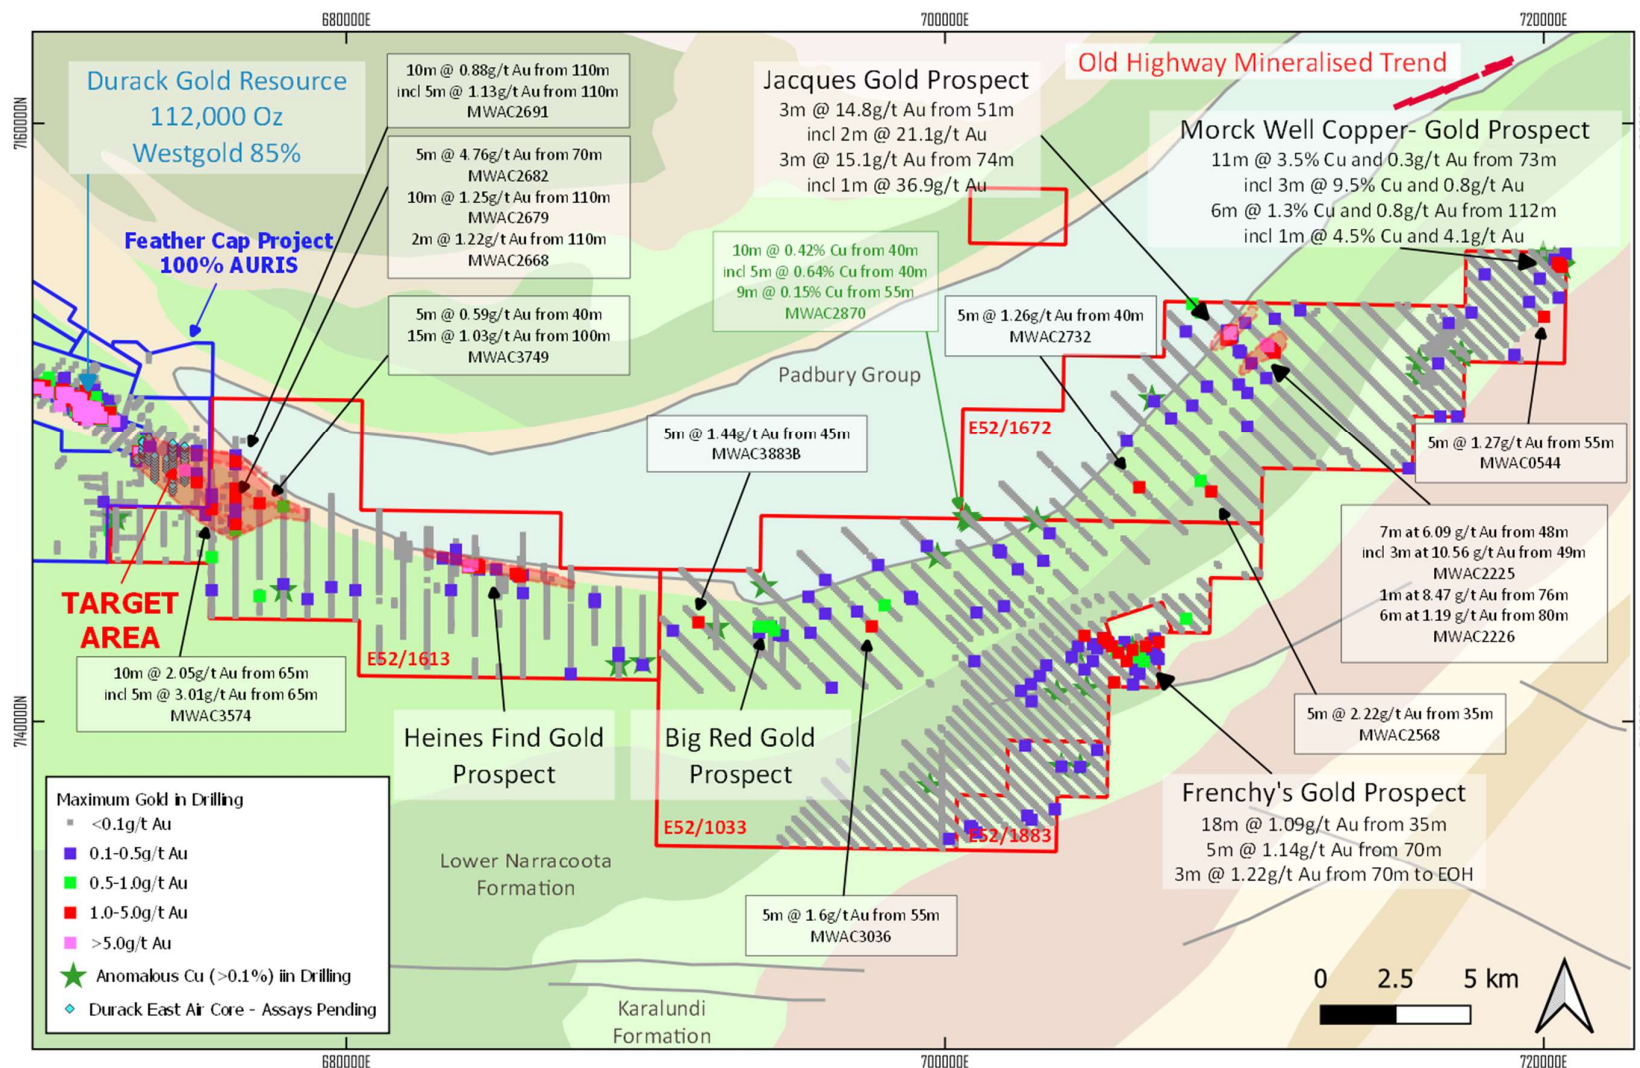 680000E
700000E
720000E
7160000N
7140000N
Durack Gold Resource
112,000 Oz
Westgold 85%
Feather Cap Project
100% AURIS
10m @ 0.88g/t Au from 110m
incl 5m @ 1.13g/t Au from 110m
MWAC2691
5m @ 4.76g/t Au from 70m
MWAC2682
10m @ 1.25g/t Au from 110m
MWAC2679
2m @ 1.22g/t Au from 110m
MWAC2668
5m @ 0.59g/t Au from 40m
15m @ 1.03g/t Au from 100m
MWAC3749
Jacques Gold Prospect
3m @ 14.8g/t Au from 51m
incl 2m @ 21.1g/t Au
3m @ 15.1g/t Au from 74m
incl 1m @ 36.9g/t Au
Old Highway Mineralised Trend
Morck Well Copper- Gold Prospect
11m @ 3.5% Cu and 0.3g/t Au from 73m
incl 3m @ 9.5% Cu and 0.8g/t Au
6m @ 1.3% Cu and 0.8g/t Au from 112m
incl 1m @ 4.5% Cu and 4.1g/t Au
10m @ 0.42% Cu from 40m
incl 5m @ 0.64% Cu from 40m
9m @ 0.15% Cu from 55m
MWAC2870
5m @ 1.26g/t Au from 40m
MWAC2732
Padbury Group
E52/1672
5m @ 1.44g/t Au from 45m
MWAC3883B
5m @ 1.27g/t Au from 55m
MWAC0544
7m at 6.09 g/t Au from 48m
incl 3m at 10.56 g/t Au from 49m
MWAC2225
1m at 8.47 g/t Au from 76m
6m at 1.19 g/t Au from 80m
MWAC2226
TARGET
AREA
E52/1613
10m @ 2.05g/t Au from 65m
incl 5m @ 3.01g/t Au from 65m
MWAC3574
5m @ 2.22g/t Au from 35m
MWAC2568
Heines Find Gold
Prospect
Big Red Gold
Prospect
Frenchy's Gold Prospect
18m @ 1.09g/t Au from 35m
5m @ 1.14g/t Au from 70m
3m @ 1.22g/t Au from 70m to EOH
E52/1033
E52/1883
Lower Narracoota
Formation
5m @ 1.6g/t Au from 55m
MWAC3036
Karalundi
Formation
Maximum Gold in Drilling
<0.1g/t Au
0.1-0.5g/t Au
0.5-1.0g/t Au
1.0-5.0g/t Au
>5.0g/t Au
Anomalous Cu (>0.1%) iin Drilling
Durack East Air Core - Assays Pending
0 2.5 5 km
680000E
700000E
720000E